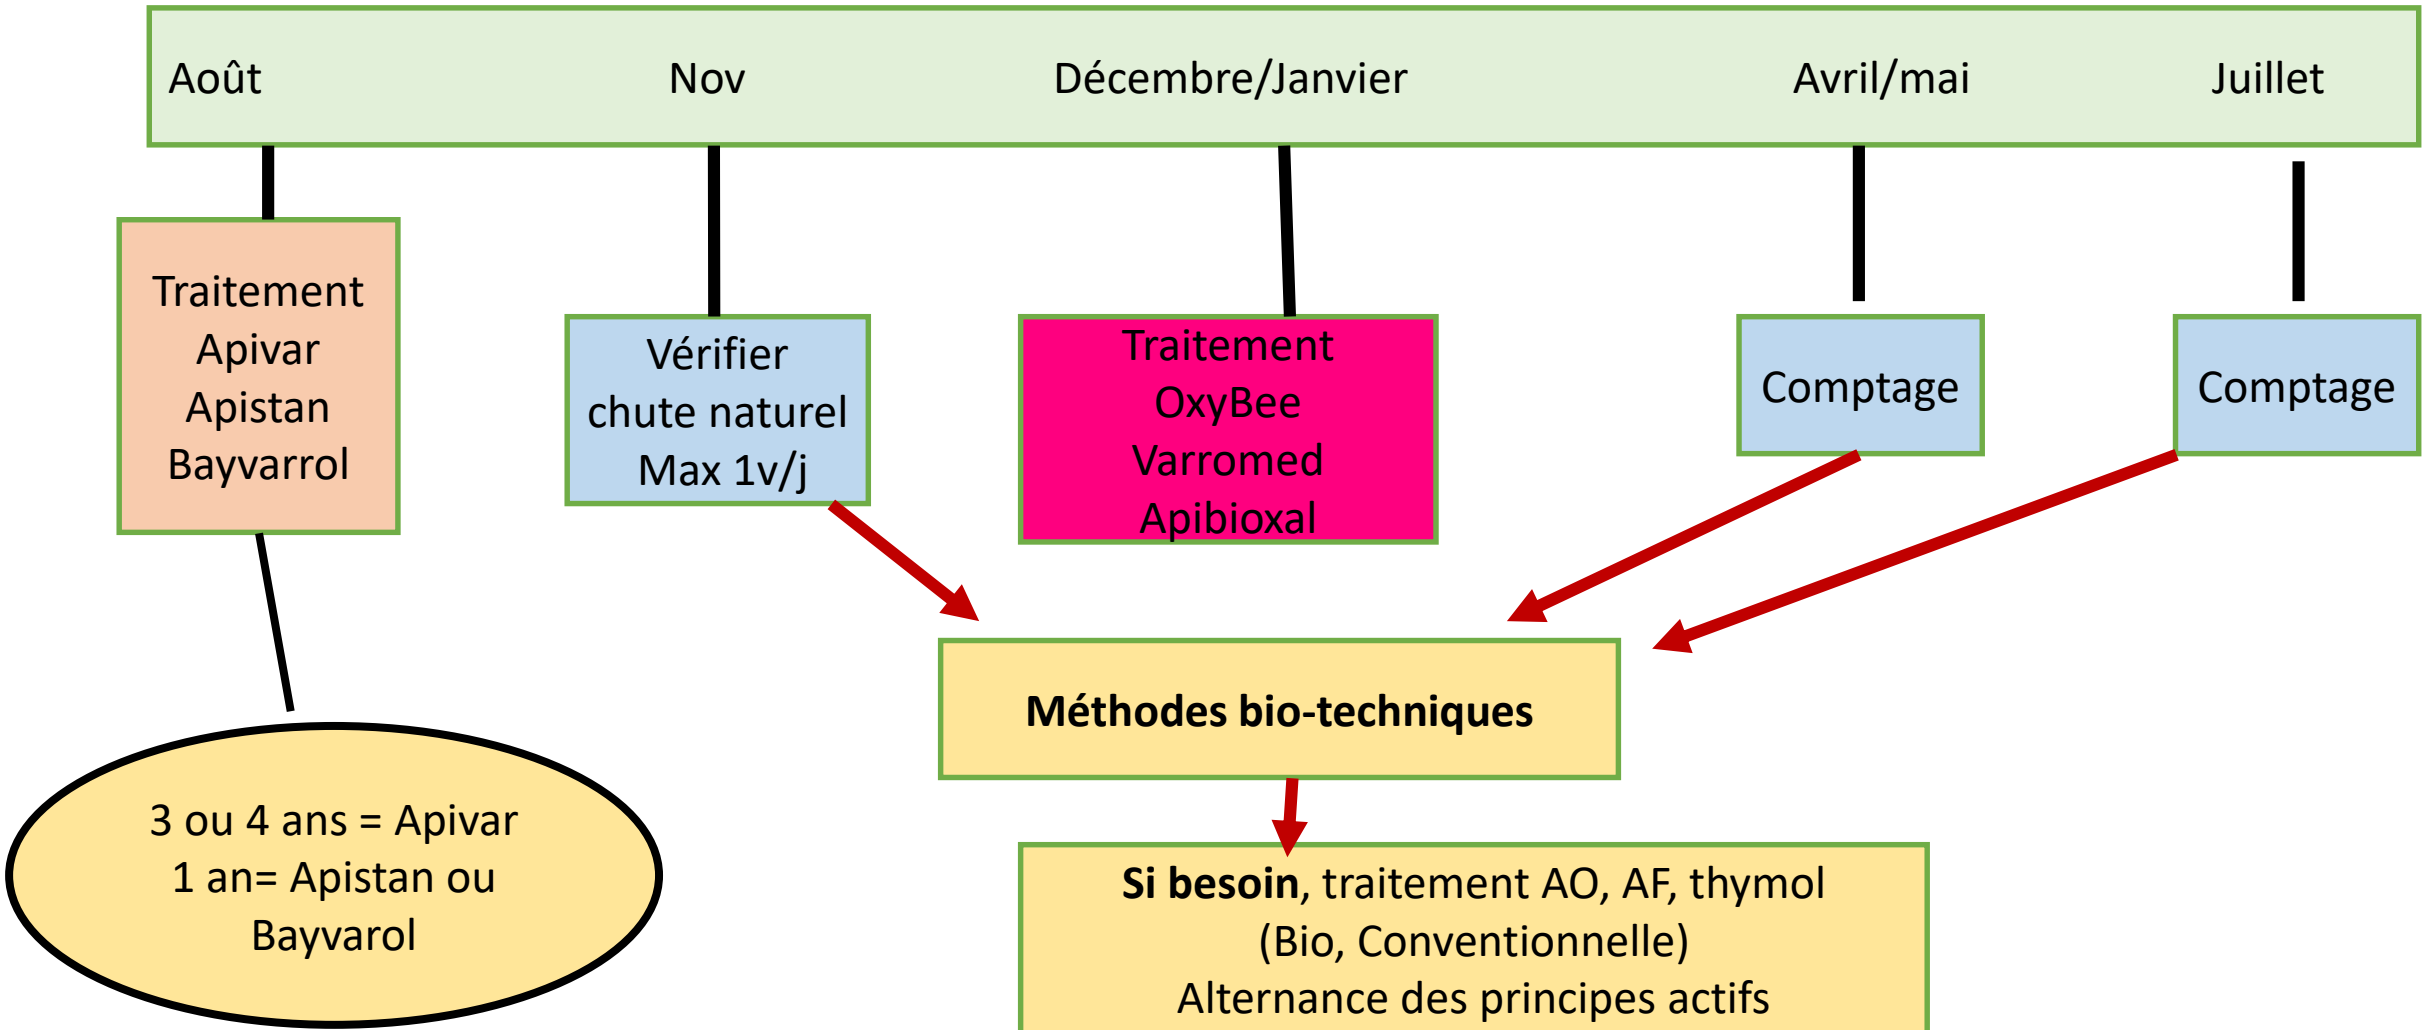 Août Nov Décembre/Janvier Avril/mai Juillet
Traitement
Apivar
Apistan
Bayvarrol
Vérifier
chute naturel
Max 1v/j
Traitement
OxyBee
Varromed
Apibioxal
Comptage
Comptage
Méthodes bio-techniques
3 ou 4 ans = Apivar
1 an= Apistan ou
Bayvarol
Si besoin, traitement AO, AF, thymol
(Bio, Conventionnelle)
Alternance des principes actifs